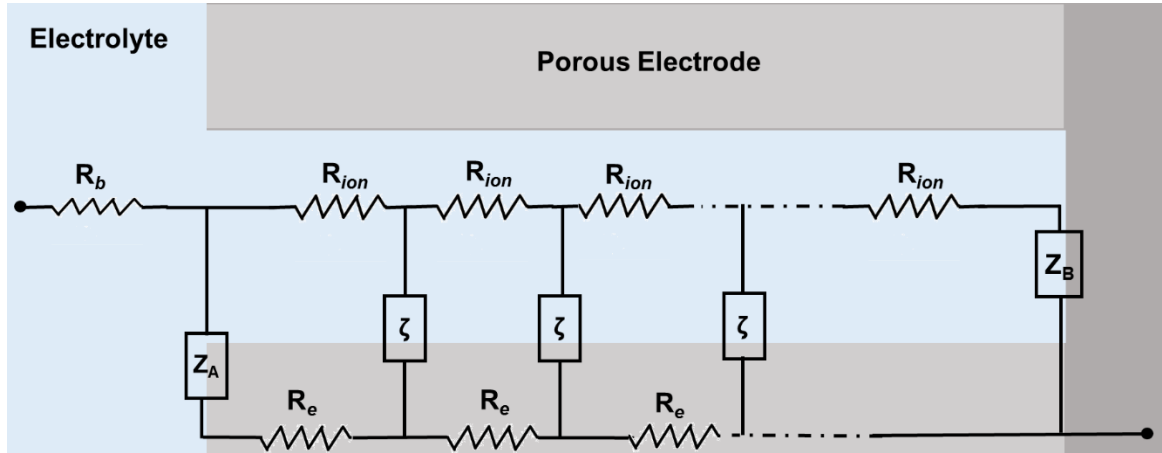 Electrolyte
Porous Electrode
R_b
R_ion
R_ion
R_ion
R_ion
Z_A
ζ
ζ
ζ
Z_B
R_e
R_e
R_e